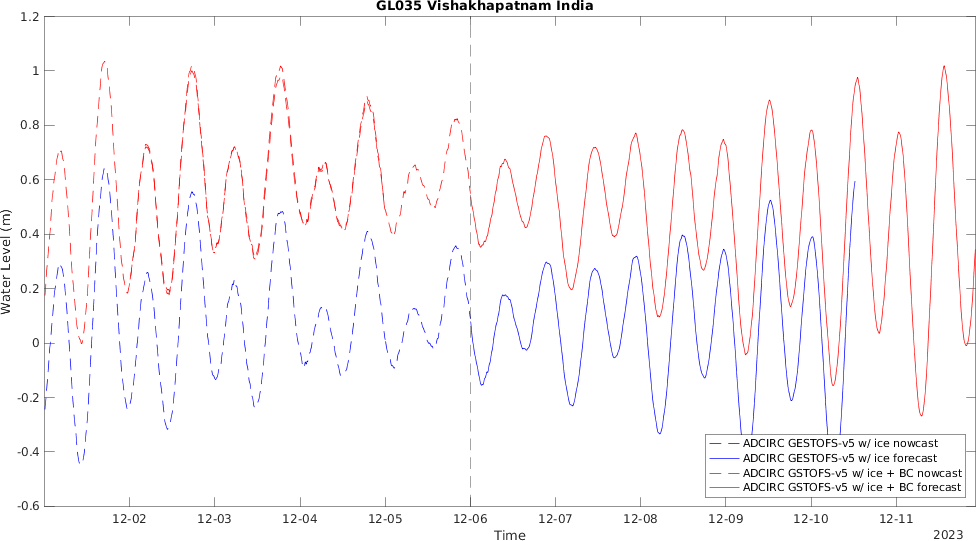 GL035 Vishakhapatnam India
1.2
1
0.8
0.6
0.4
0.2
0
-0.2
-0.4
-0.6
Water Level (m)
ADCIRC GESTOFS-v5 w/ ice nowcast
ADCIRC GESTOFS-v5 w/ ice forecast
ADCIRC GSTOFS-v5 w/ ice + BC nowcast
ADCIRC GSTOFS-v5 w/ ice + BC forecast
12-02 12-03 12-04 12-05 12-06 12-07 12-08 12-09 12-10 12-11
Time
2023